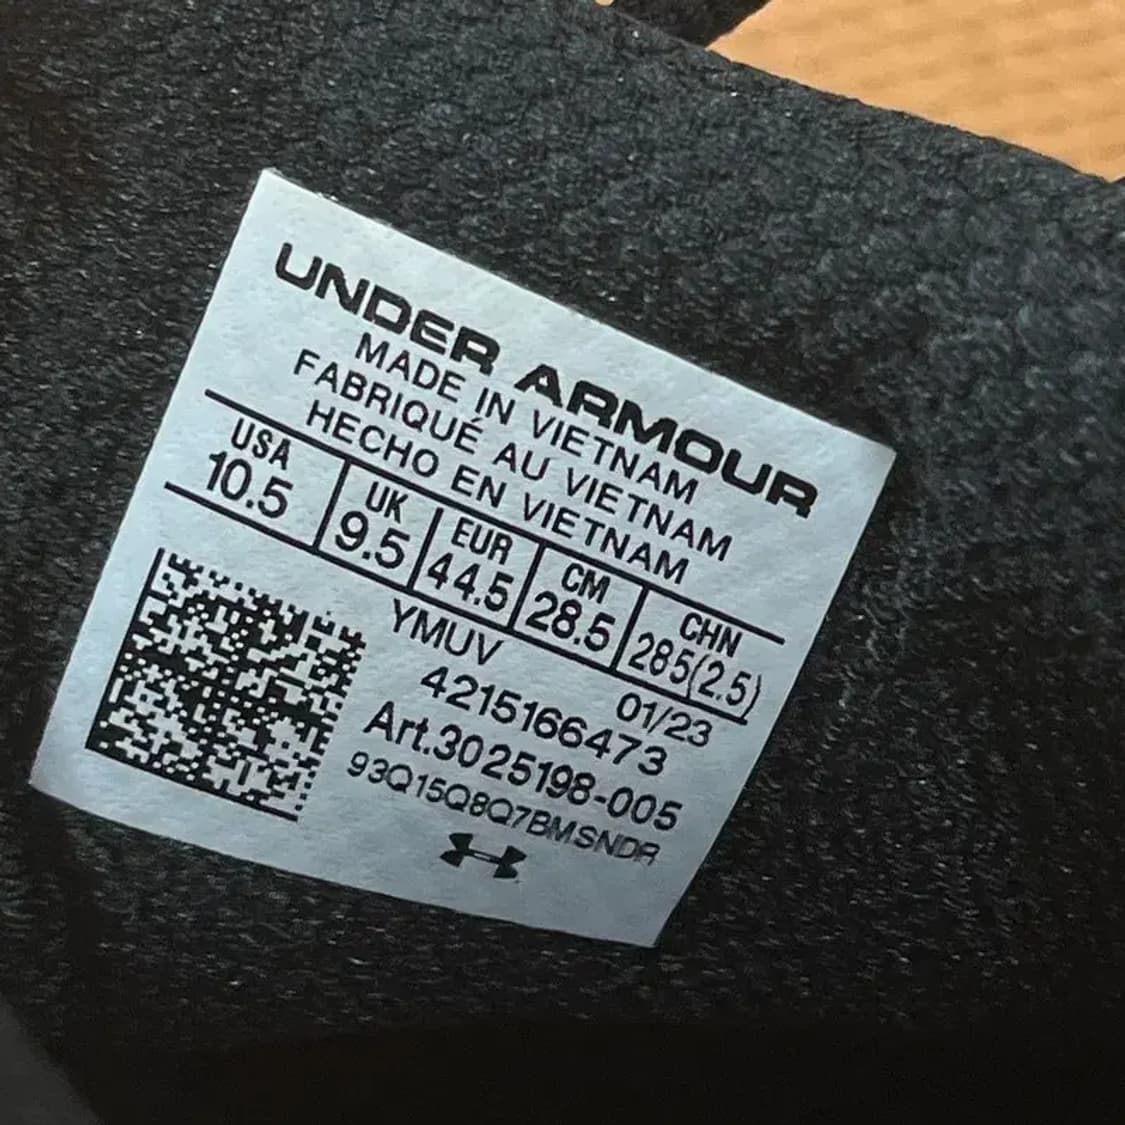 UNDER ARMOUR
MADE IN VIETNAM
FABRIQUÉ AU VIETNAM
HECHO EN VIETNAM
USA UK EUR CM CHN
10.5 9.5 44.5 28.5 285(2.5)
YMUV 01/23
4215166473
Art.3025198-005
93Q15Q8Q7BMSNDR